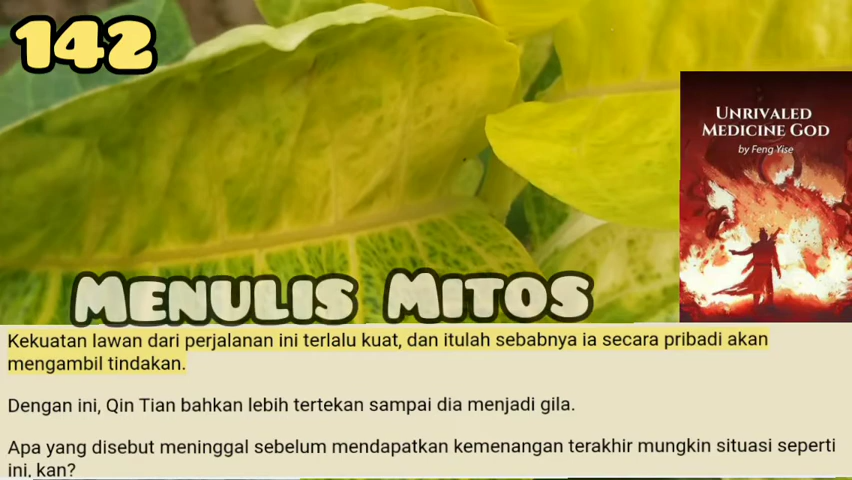 142
UNRIVALED
MEDICINE GOD
by Feng Yise
MENULIS MITOS
Kekuatan lawan dari perjalanan ini terlalu kuat, dan itulah sebabnya ia secara pribadi akan
mengambil tindakan.
Dengan ini, Qin Tian bahkan lebih tertekan sampai dia menjadi gila.
Apa yang disebut meninggal sebelum mendapatkan kemenangan terakhir mungkin situasi seperti
ini, kan?